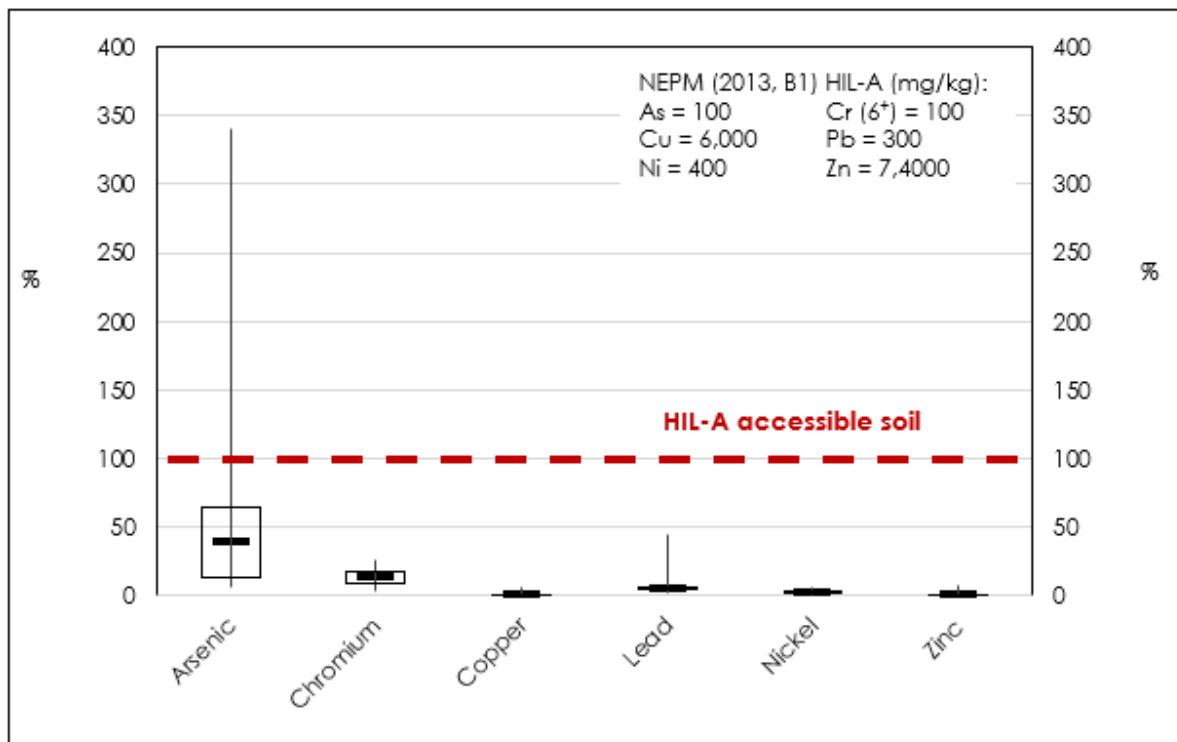 400
350
300
250
200
150
100
50
0
%
NEPM (2013, B1) HIL-A (mg/kg):
As = 100 Cr (6⁺) = 100
Cu = 6,000 Pb = 300
Ni = 400 Zn = 7,4000
HIL-A accessible soil
400
350
300
250
200
150
100
50
0
%
Arsenic
Chromium
Copper
Lead
Nickel
Zinc